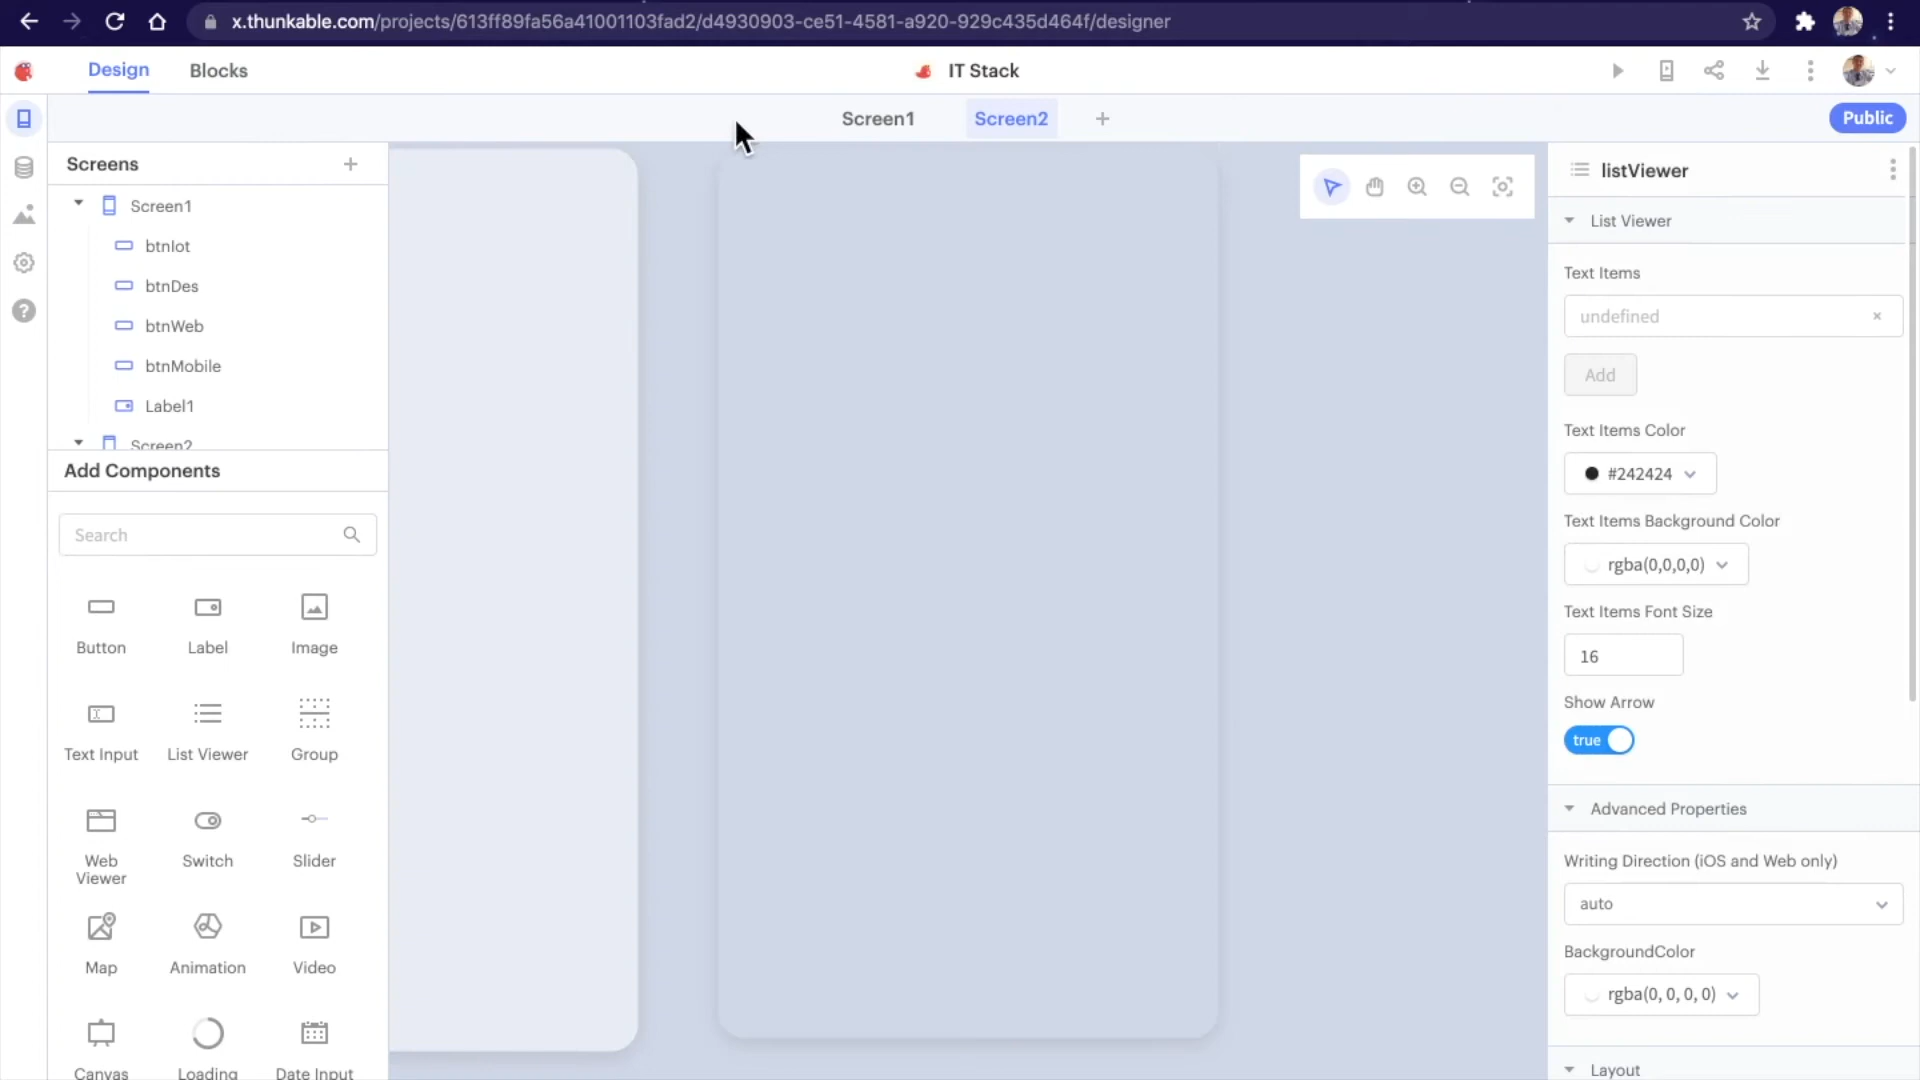 x.thunkable.com/projects/613ff89fa56a41001103fad2/d4930903-ce51-4581-a920-929c435d464f/designer
Design
Blocks
IT Stack
Screen1
Screen2
+
Public
Screens
+
Screen1
btnIot
btnDes
btnWeb
btnMobile
Label1
Screen2
Add Components
Search
Button
Label
Image
Text Input
List Viewer
Group
Web
Viewer
Switch
Slider
Map
Animation
Video
Canvas
Loading
Date Input
listViewer
List Viewer
Text Items
undefined
×
Add
Text Items Color
#242424
Text Items Background Color
rgba(0,0,0,0)
Text Items Font Size
16
Show Arrow
true
Advanced Properties
Writing Direction (iOS and Web only)
auto
BackgroundColor
rgba(0, 0, 0, 0)
Layout